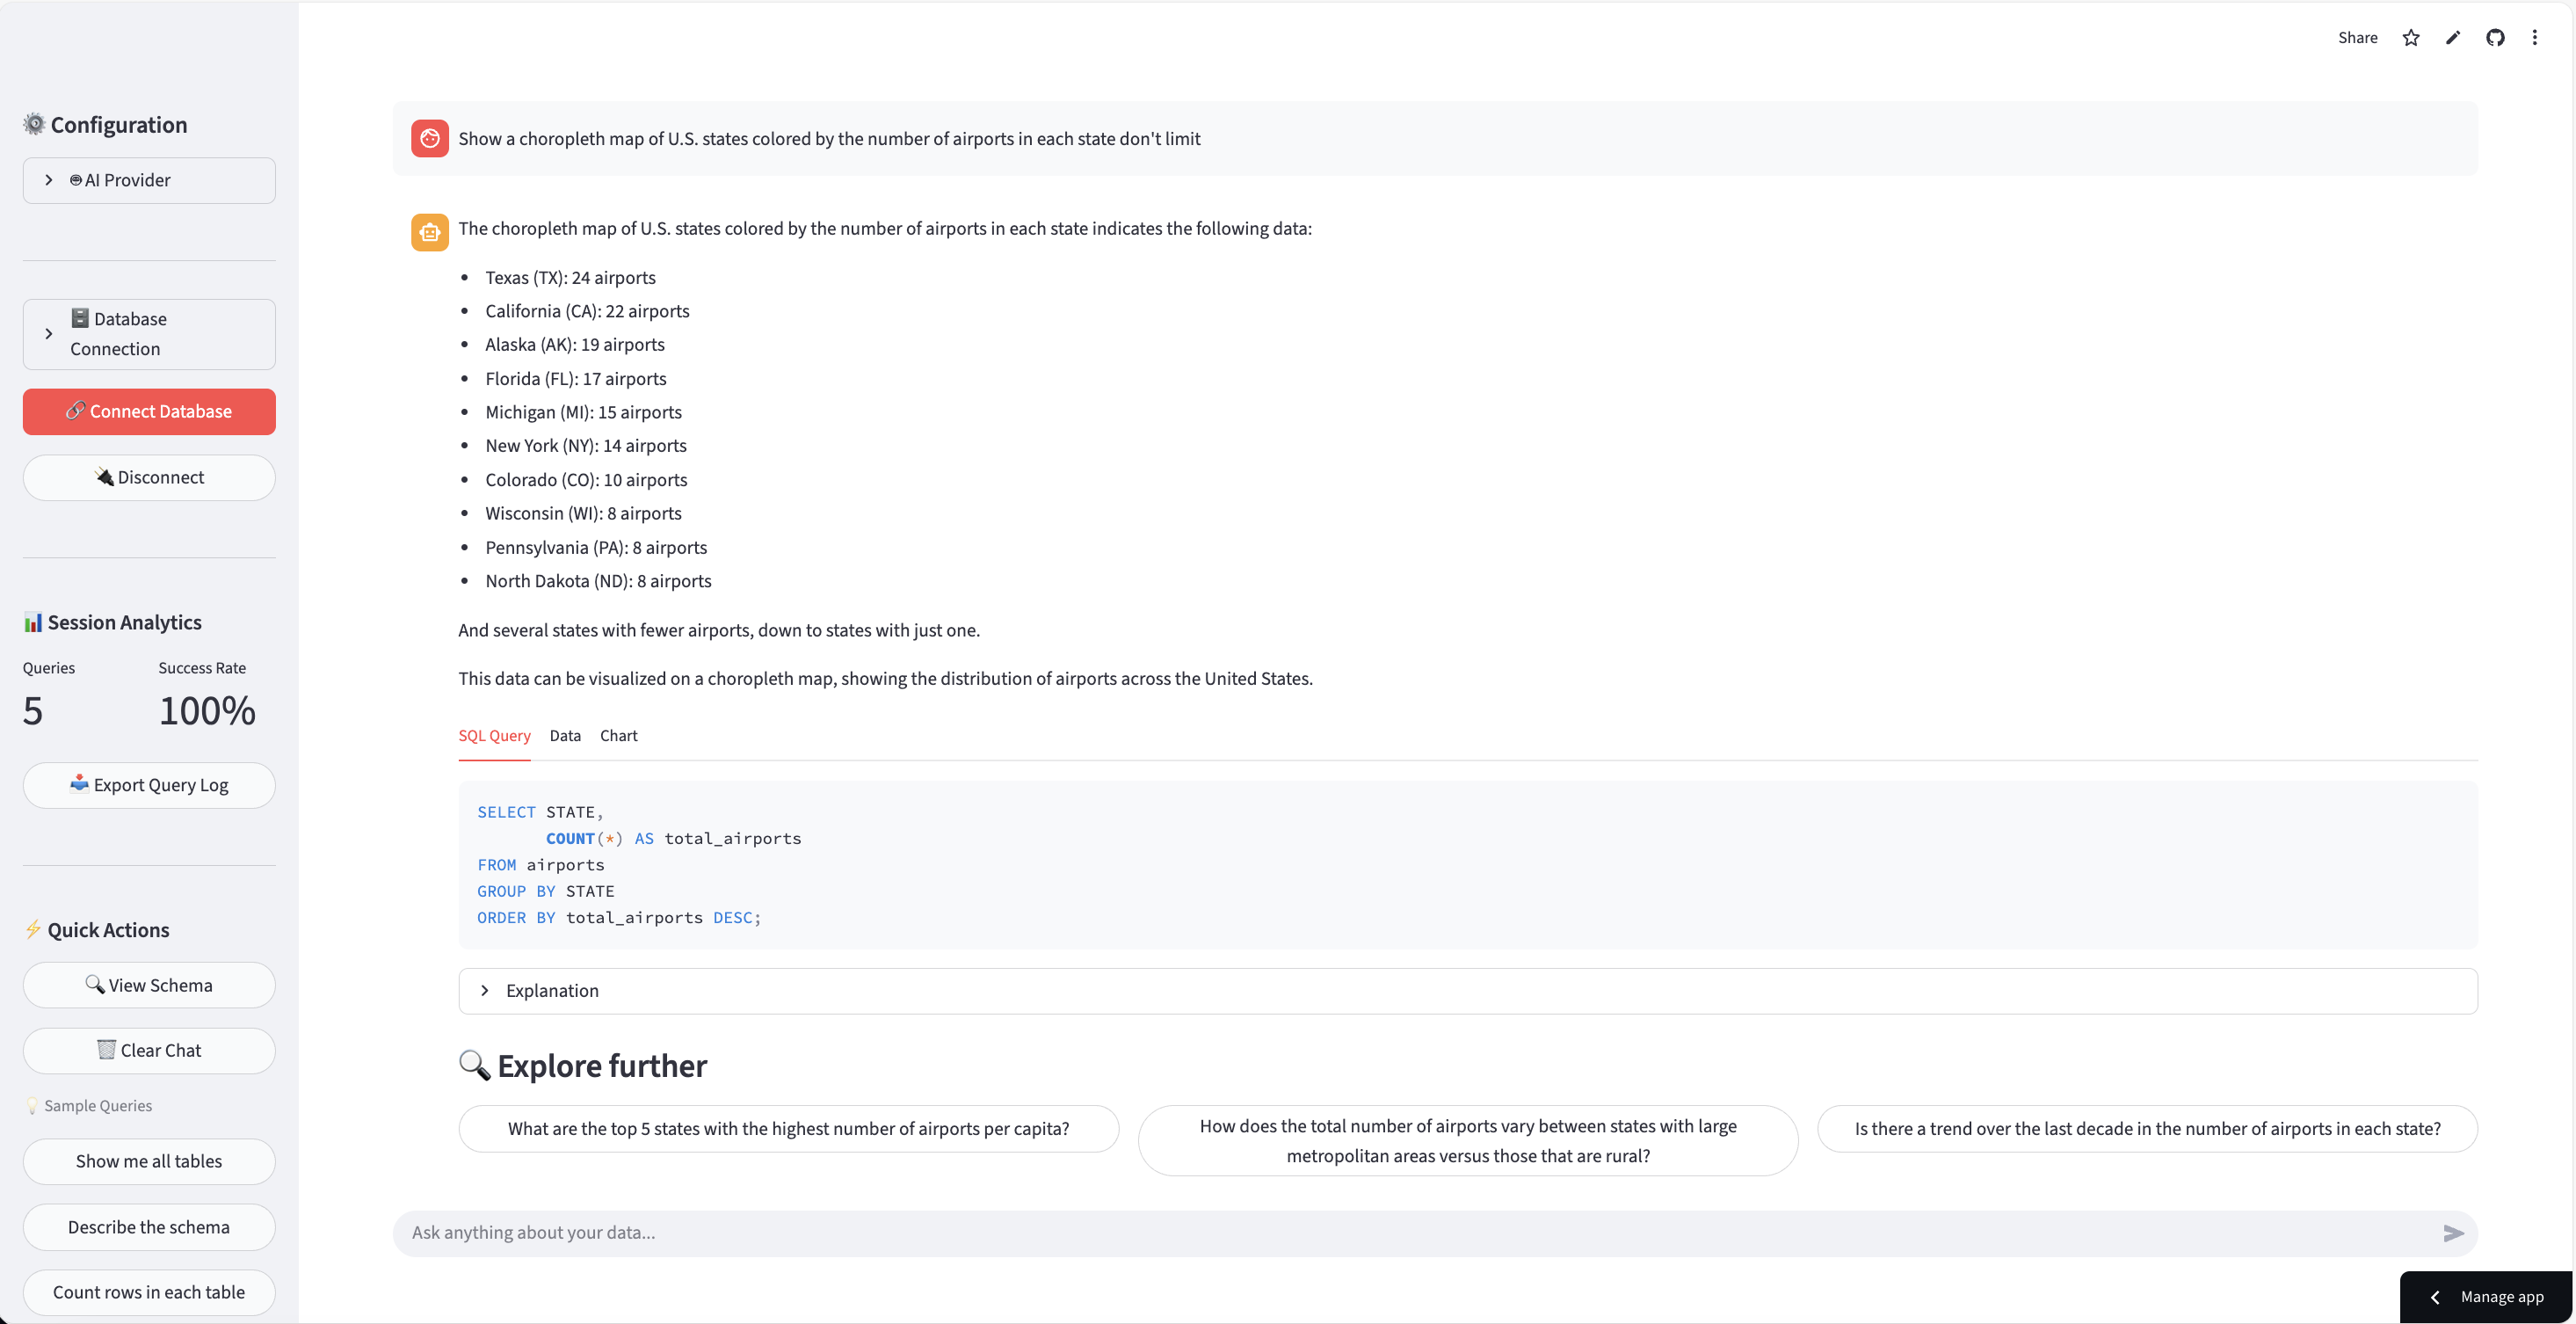 Share
⚙️ Configuration
AI Provider
🗄️ Database
Connection
🔗 Connect Database
🔌 Disconnect
📊 Session Analytics
Queries
Success Rate
5
100%
📥 Export Query Log
⚡ Quick Actions
🔍 View Schema
🗑️ Clear Chat
💡 Sample Queries
Show me all tables
Describe the schema
Count rows in each table
Show a choropleth map of U.S. states colored by the number of airports in each state don't limit
The choropleth map of U.S. states colored by the number of airports in each state indicates the following data:
• Texas (TX): 24 airports
• California (CA): 22 airports
• Alaska (AK): 19 airports
• Florida (FL): 17 airports
• Michigan (MI): 15 airports
• New York (NY): 14 airports
• Colorado (CO): 10 airports
• Wisconsin (WI): 8 airports
• Pennsylvania (PA): 8 airports
• North Dakota (ND): 8 airports
And several states with fewer airports, down to states with just one.
This data can be visualized on a choropleth map, showing the distribution of airports across the United States.
SQL Query Data Chart
SELECT STATE,
COUNT(*) AS total_airports
FROM airports
GROUP BY STATE
ORDER BY total_airports DESC;
Explanation
🔍 Explore further
What are the top 5 states with the highest number of airports per capita?
How does the total number of airports vary between states with large
metropolitan areas versus those that are rural?
Is there a trend over the last decade in the number of airports in each state?
Ask anything about your data...
Manage app